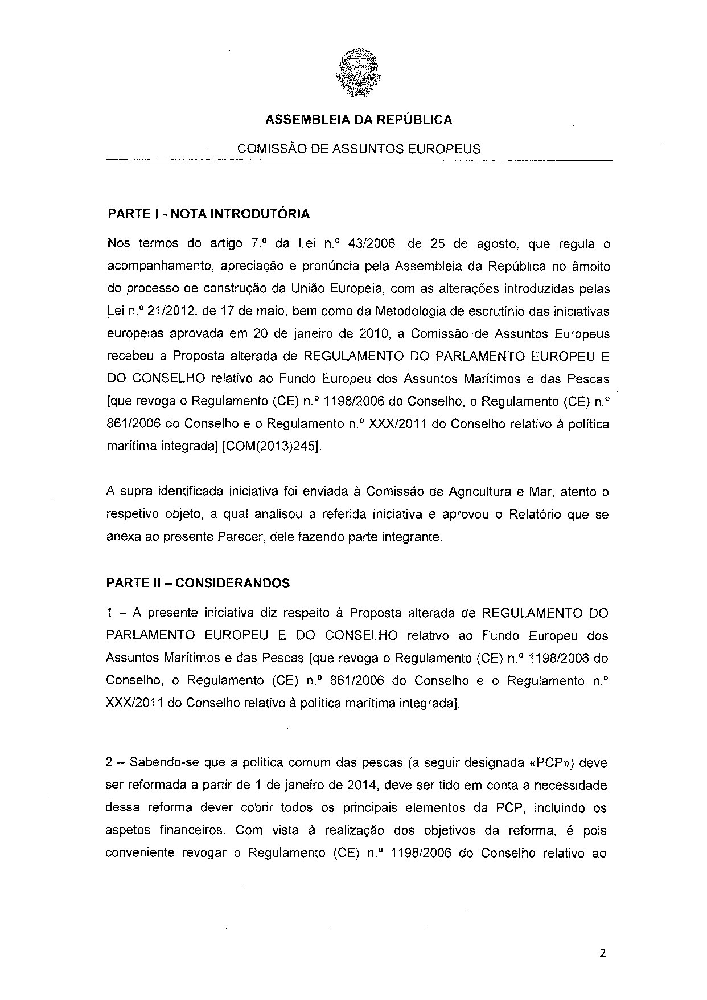 ASSEMBLEIA DA REPÚBLICA
COMISSÃO DE ASSUNTOS EUROPEUS
PARTE I - NOTA INTRODUTÓRIA
Nos termos do artigo 7.º da Lei n.º 43/2006, de 25 de agosto, que regula o
acompanhamento, apreciação e pronúncia pela Assembleia da República no âmbito
do processo de construção da União Europeia, com as alterações introduzidas pelas
Lei n.º 21/2012, de 17 de maio, bem como da Metodologia de escrutínio das iniciativas
europeias aprovada em 20 de janeiro de 2010, a Comissão de Assuntos Europeus
recebeu a Proposta alterada de REGULAMENTO DO PARLAMENTO EUROPEU E
DO CONSELHO relativo ao Fundo Europeu dos Assuntos Marítimos e das Pescas
[que revoga o Regulamento (CE) n.º 1198/2006 do Conselho, o Regulamento (CE) n.º
861/2006 do Conselho e o Regulamento n.º XXX/2011 do Conselho relativo à política
marítima integrada] [COM(2013)245].
A supra identificada iniciativa foi enviada à Comissão de Agricultura e Mar, atento o
respetivo objeto, a qual analisou a referida iniciativa e aprovou o Relatório que se
anexa ao presente Parecer, dele fazendo parte integrante.
PARTE II – CONSIDERANDOS
1 – A presente iniciativa diz respeito à Proposta alterada de REGULAMENTO DO
PARLAMENTO EUROPEU E DO CONSELHO relativo ao Fundo Europeu dos
Assuntos Marítimos e das Pescas [que revoga o Regulamento (CE) n.º 1198/2006 do
Conselho, o Regulamento (CE) n.º 861/2006 do Conselho e o Regulamento n.º
XXX/2011 do Conselho relativo à política marítima integrada].
2 – Sabendo-se que a política comum das pescas (a seguir designada «PCP») deve
ser reformada a partir de 1 de janeiro de 2014, deve ser tido em conta a necessidade
dessa reforma dever cobrir todos os principais elementos da PCP, incluindo os
aspetos financeiros. Com vista à realização dos objetivos da reforma, é pois
conveniente revogar o Regulamento (CE) n.º 1198/2006 do Conselho relativo ao
2